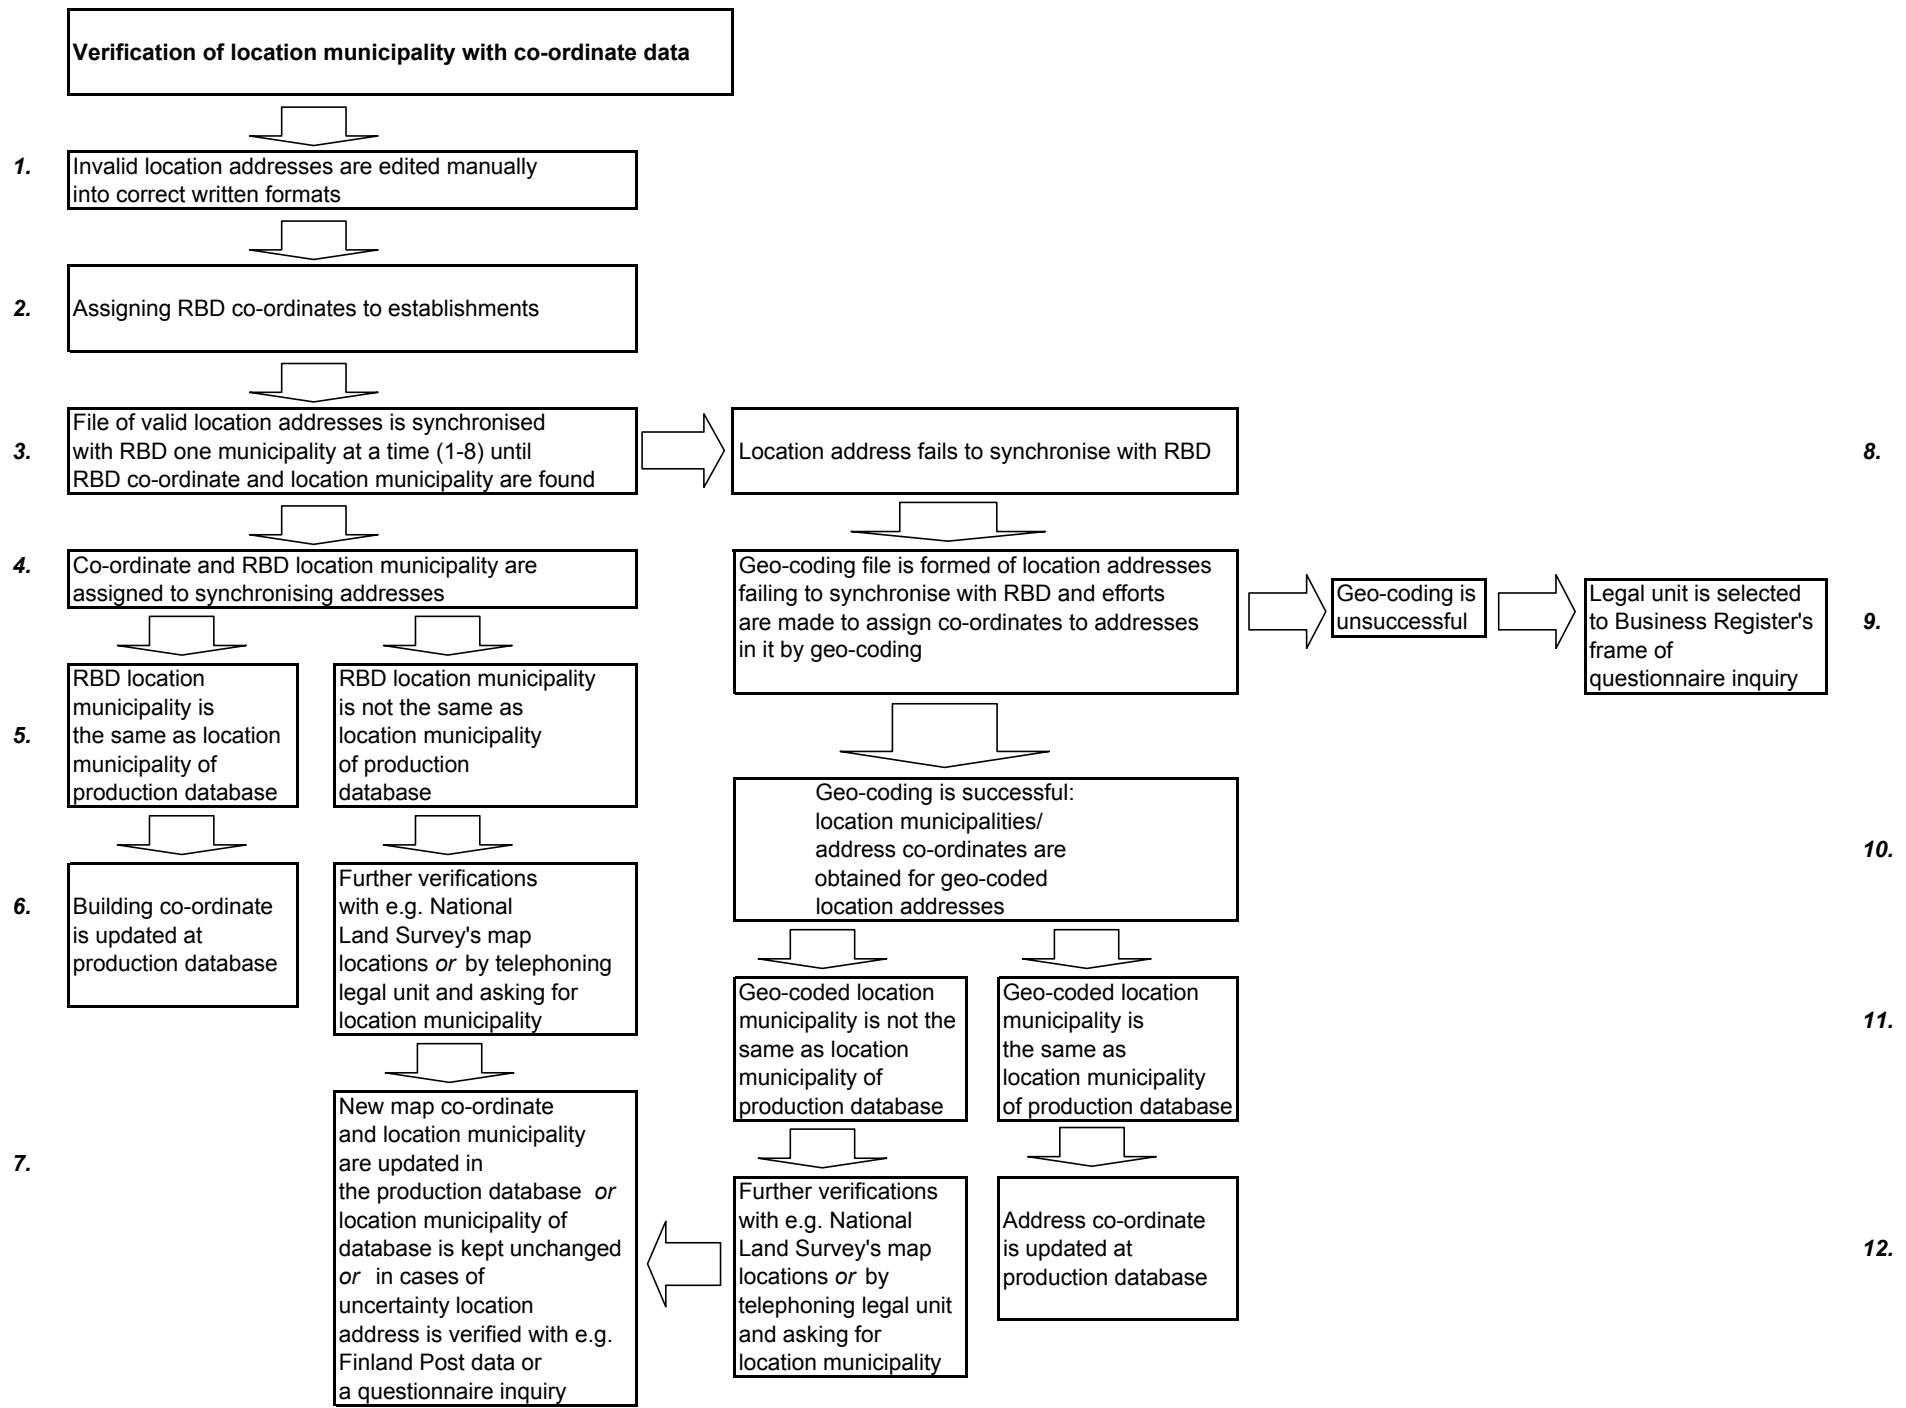 Verification of location municipality with co-ordinate data
1.
Invalid location addresses are edited manually
into correct written formats
2.
Assigning RBD co-ordinates to establishments
3.
File of valid location addresses is synchronised
with RBD one municipality at a time (1-8) until
RBD co-ordinate and location municipality are found
Location address fails to synchronise with RBD
8.
4.
Co-ordinate and RBD location municipality are
assigned to synchronising addresses
Geo-coding file is formed of location addresses
failing to synchronise with RBD and efforts
are made to assign co-ordinates to addresses
in it by geo-coding
Geo-coding is
unsuccessful
Legal unit is selected
to Business Register's
frame of
questionnaire inquiry
9.
5.
RBD location
municipality is
the same as location
municipality of
production database
RBD location municipality
is not the same as
location municipality
of production
database
Geo-coding is successful:
location municipalities/
address co-ordinates are
obtained for geo-coded
location addresses
10.
6.
Building co-ordinate
is updated at
production database
Further verifications
with e.g. National
Land Survey's map
locations or by telephoning
legal unit and asking for
location municipality
Geo-coded location
municipality is not the
same as location
municipality of
production database
Geo-coded location
municipality is
the same as
location municipality
of production database
11.
7.
New map co-ordinate
and location municipality
are updated in
the production database or
location municipality of
database is kept unchanged
or in cases of
uncertainty location
address is verified with e.g.
Finland Post data or
a questionnaire inquiry
Further verifications
with e.g. National
Land Survey's map
locations or by
telephoning legal unit
and asking for
location municipality
Address co-ordinate
is updated at
production database
12.